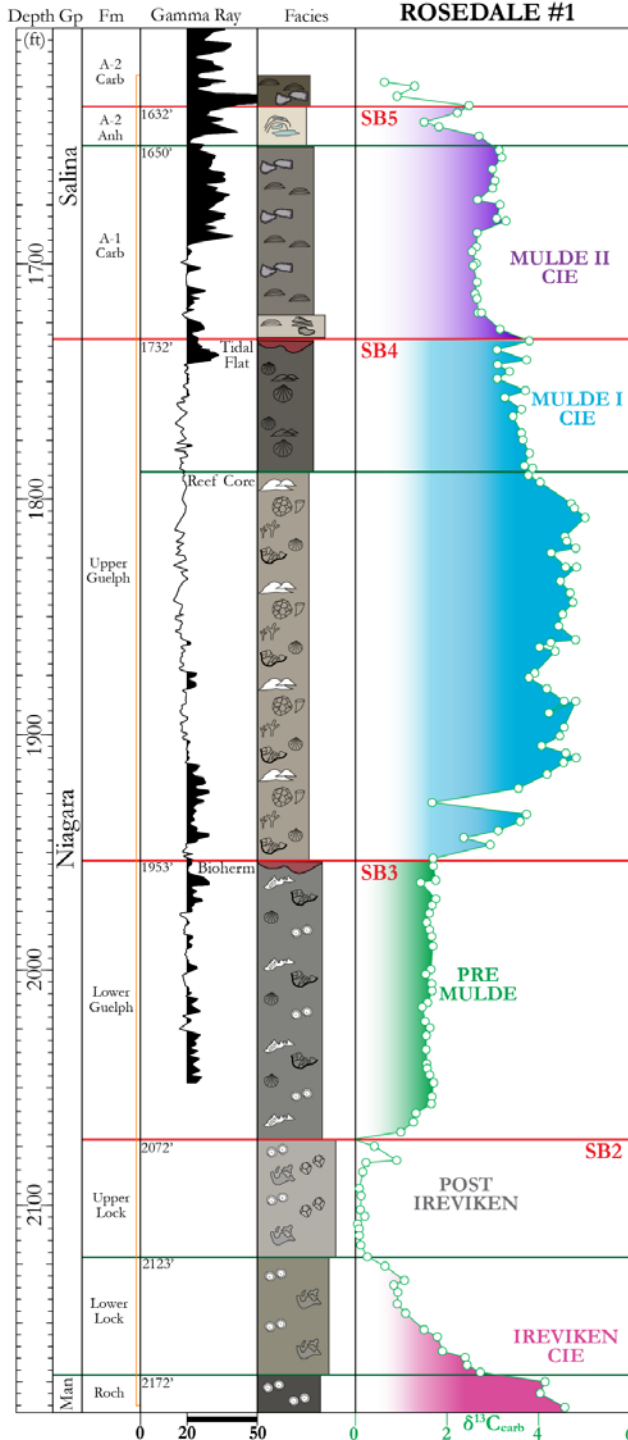 ROSEDALE #1
Depth Gp Fm Gamma Ray Facies
(ft)
A-2
Carb
1632'
SB5
A-2
Anh
1650'
Salina
A-1
Carb
1700
MULDE II
CIE
1732'
Tidal
Flat
SB4
MULDE I
CIE
Reef Core
1800
Upper
Guelph
1900
Niagara
1953'
Bioherm
SB3
2000
Lower
Guelph
PRE
MULDE
2072'
SB2
2100
Upper
Lock
POST
IREVIKEN
2123'
Lower
Lock
IREVIKEN
CIE
2172'
Man
Roch
0 20 50 0 2 4 6
δ13Ccarb